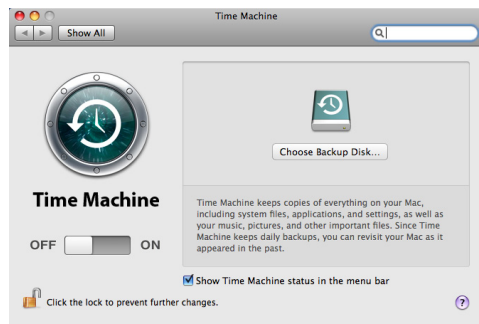 Time Machine
Show All
Choose Backup Disk...
Time Machine
OFF ON
Time Machine keeps copies of everything on your Mac,
including system files, applications, and settings, as well as
your music, pictures, and other important files. Since Time
Machine keeps daily backups, you can revisit your Mac as it
appeared in the past.
Show Time Machine status in the menu bar
Click the lock to prevent further changes.
?